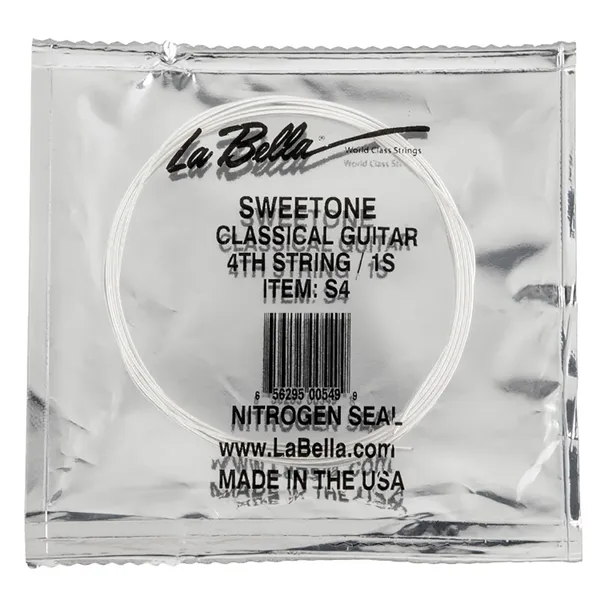 La Bella® World Class Strings
SWEETONE
CLASSICAL GUITAR
4TH STRING / 1S
ITEM: S4
6 56295 00549 9
NITROGEN SEAL
www.LaBella.com
MADE IN THE USA